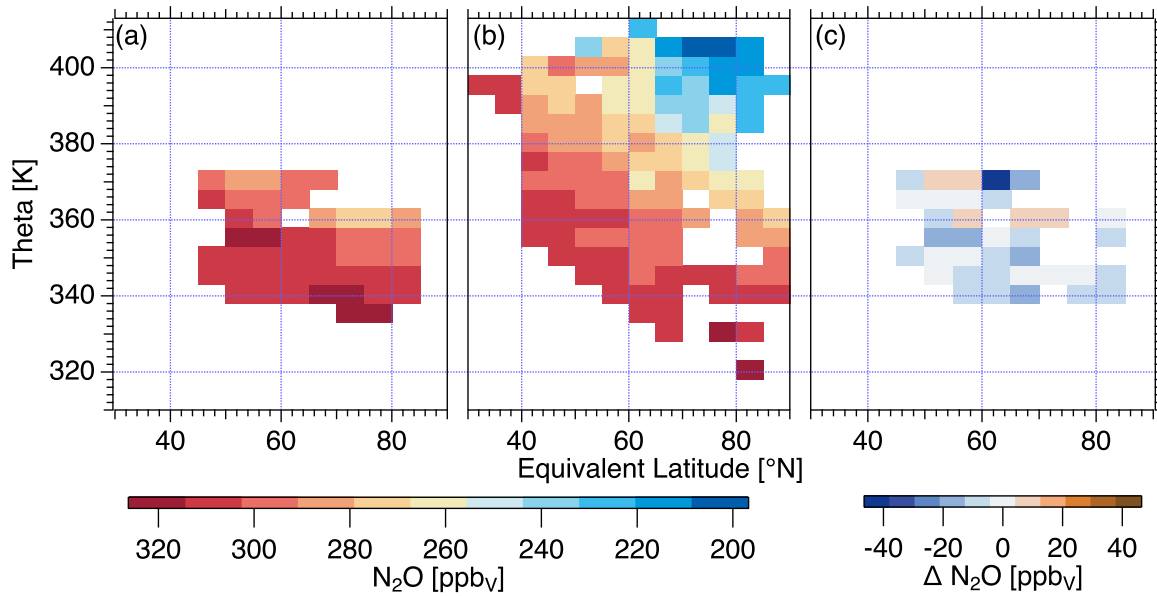 (a) (b) (c)
400
380
360
340
320
Theta [K]
40 60 80 40 60 80 40 60 80
Equivalent Latitude [°N]
320 300 280 260 240 220 200
N₂O [ppbᵥ]
-40 -20 0 20 40
Δ N₂O [ppbᵥ]